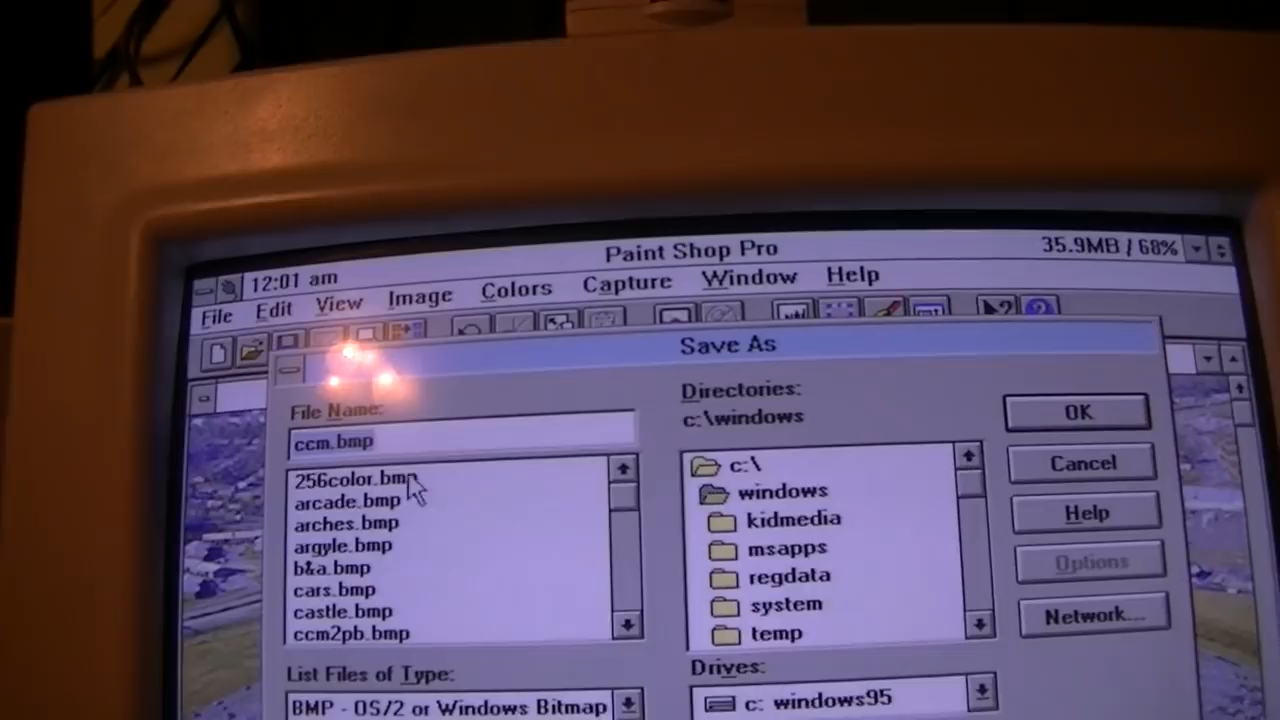 Paint Shop Pro
12:01 am
35.9MB / 68%
File Edit View Image Colors Capture Window Help
Save As
File Name:
ccm.bmp
256color.bmp
arcade.bmp
arches.bmp
argyle.bmp
b&a.bmp
cars.bmp
castle.bmp
ccm2pb.bmp
List Files of Type:
BMP - OS/2 or Windows Bitmap
Directories:
c:\windows
c:\
windows
kidmedia
msapps
regdata
system
temp
Drives:
c: windows95
OK
Cancel
Help
Options
Network...